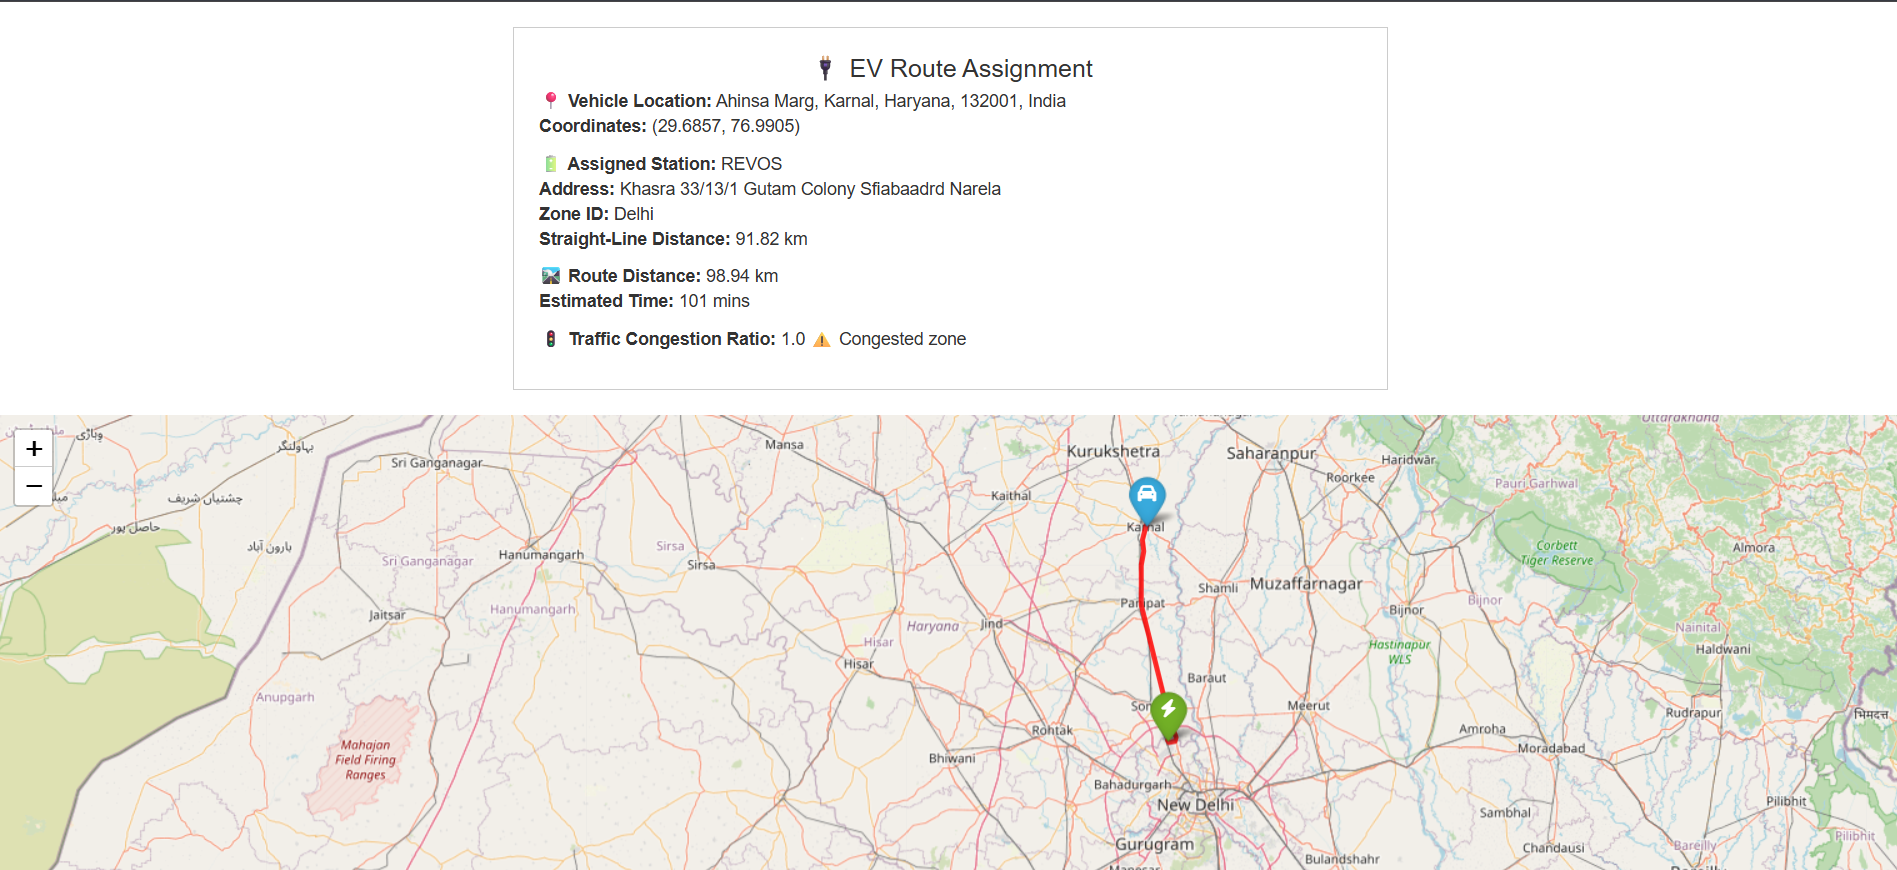 EV Route Assignment
Vehicle Location: Ahinsa Marg, Karnal, Haryana, 132001, India
Coordinates: (29.6857, 76.9905)
Assigned Station: REVOS
Address: Khasra 33/13/1 Gutam Colony Sfiabaadrd Narela
Zone ID: Delhi
Straight-Line Distance: 91.82 km
Route Distance: 98.94 km
Estimated Time: 101 mins
Traffic Congestion Ratio: 1.0 ⚠ Congested zone
+
−
وہاڑی
بہاولنگر
چشتیاں شریف
حاصل پور
ہارون آباد
Sri Ganganagar
Mansa
Kurukshetra
Saharanpur
Haridwār
Uttarakhand
Roorkee
Pauri Garhwal
Kaithal
Karnal
Sri Ganganagar
Hanumangarh
Sirsa
Sirsa
Corbett
Tiger Reserve
Almora
Shamli
Muzaffarnagar
Jaitsar
Hanumangarh
Panipat
Bijnor
Bijnor
Haryana
Jind
Nainital
Haldwani
Hisar
Hisar
Hastinapur
WLS
Baraut
Anupgarh
Meerut
Rudrapur
भिमदत्त
Rohtak
Amroha
Moradabad
Mahajan
Field Firing
Ranges
Bhiwani
Bahadurgarh
New Delhi
Sambhal
Pilibhit
Pilibhit
Gurugram
Bulandshahr
Chandausi
Bareilly